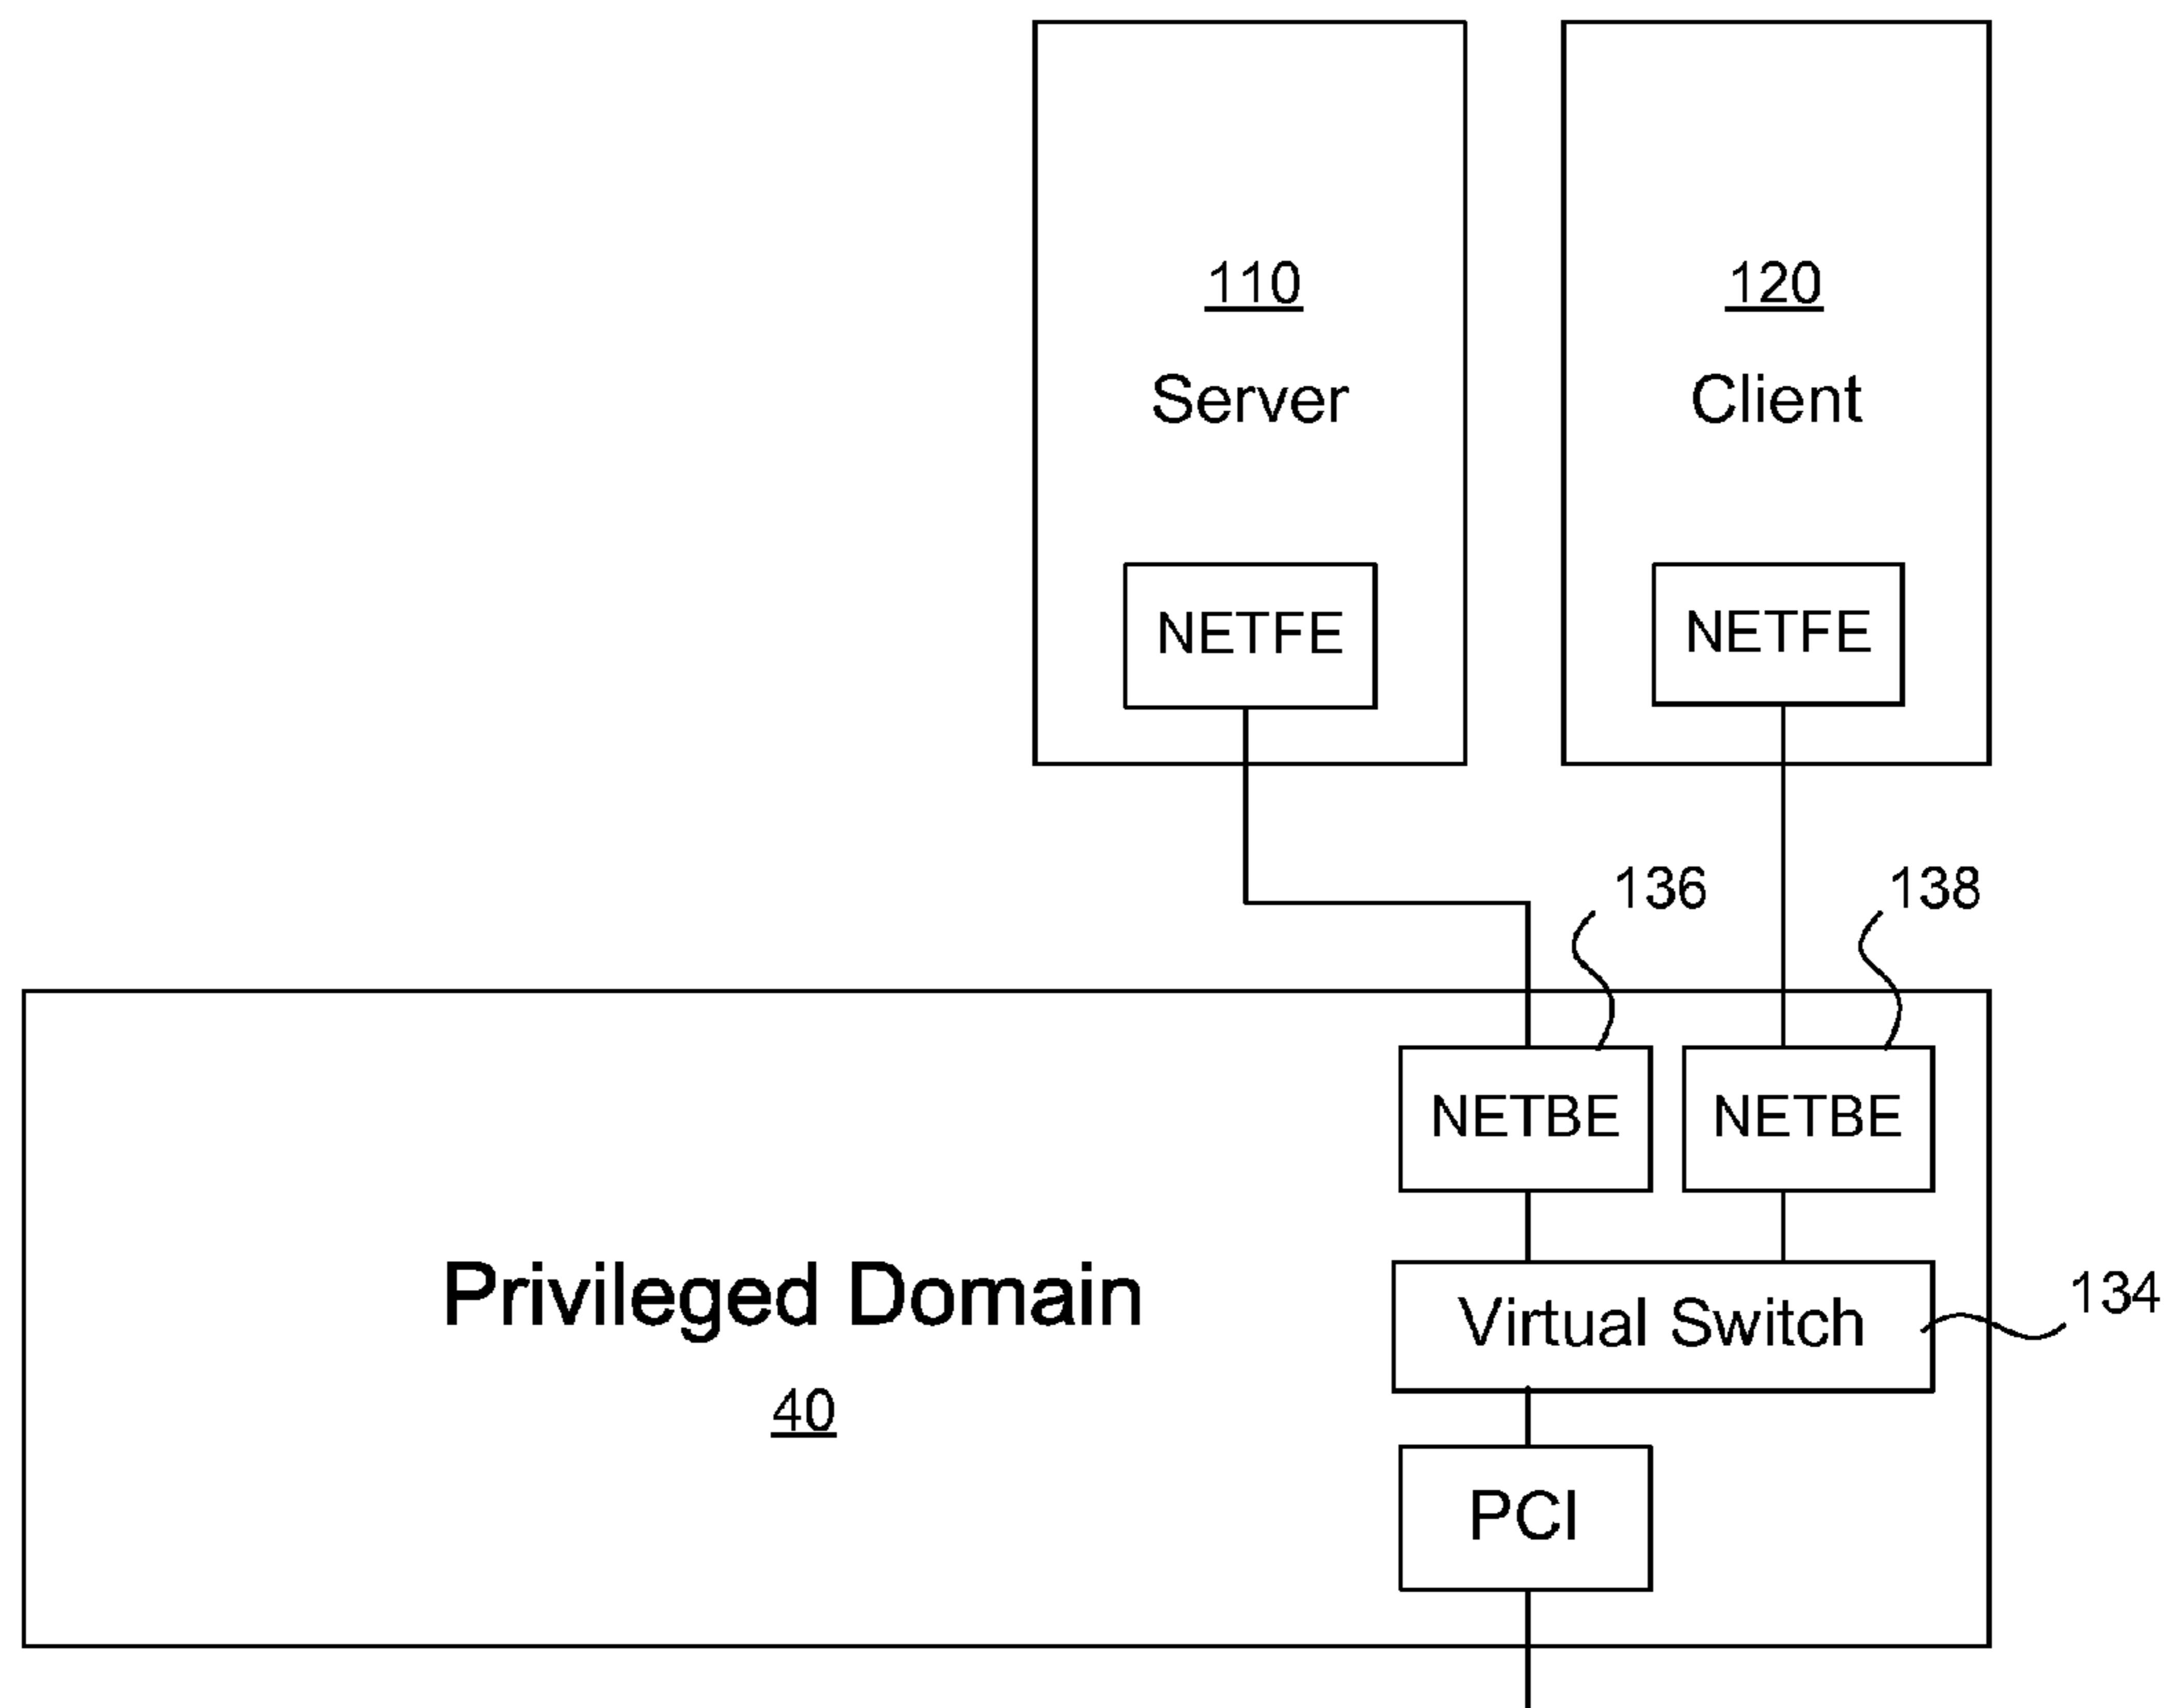 110
Server
120
Client
NETFE
NETFE
136
138
NETBE
NETBE
Privileged Domain
40
Virtual Switch
134
PCI